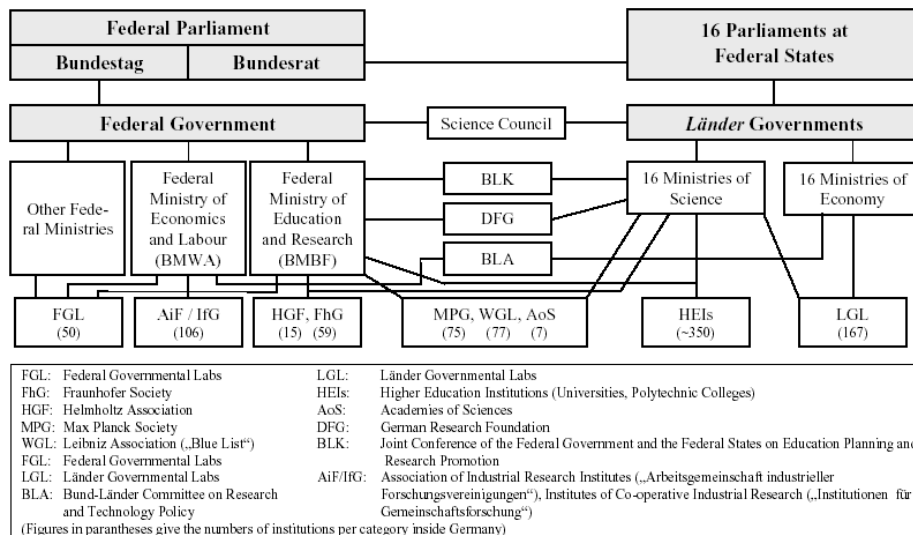 Federal Parliament
Bundestag
Bundesrat
16 Parliaments at
Federal States
Federal Government
Science Council
Länder Governments
Other Fede-
ral Ministries
Federal
Ministry of
Economics
and Labour
(BMWA)
Federal
Ministry of
Education
and Research
(BMBF)
BLK
DFG
BLA
16 Ministries of
Science
16 Ministries of
Economy
FGL
(50)
AiF / IfG
(106)
HGF, FhG
(15) (59)
MPG, WGL, AoS
(75) (77) (7)
HEIs
(~350)
LGL
(167)
FGL: Federal Governmental Labs
FhG: Fraunhofer Society
HGF: Helmholtz Association
MPG: Max Planck Society
WGL: Leibniz Association („Blue List“)
FGL: Federal Governmental Labs
LGL: Länder Governmental Labs
BLA: Bund-Länder Committee on Research
and Technology Policy
LGL: Länder Governmental Labs
HEIs: Higher Education Institutions (Universities, Polytechnic Colleges)
AoS: Academies of Sciences
DFG: German Research Foundation
BLK: Joint Conference of the Federal Government and the Federal States on Education Planning and
Research Promotion
AiF/IfG: Association of Industrial Research Institutes („Arbeitsgemeinschaft industrieller
Forschungsvereinigungen“), Institutes of Co-operative Industrial Research („Institutionen für
Gemeinschaftsforschung“)
(Figures in parantheses give the numbers of institutions per category inside Germany)